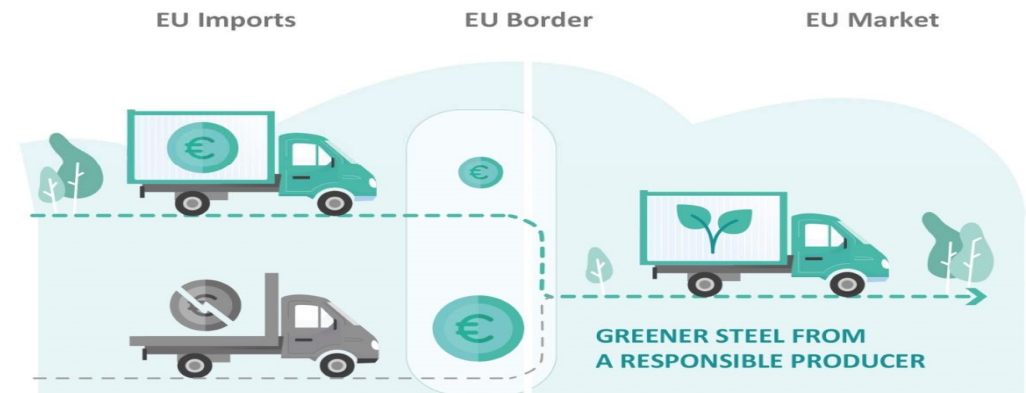 EU Imports
EU Border
EU Market
€
€
€
€
GREENER STEEL FROM
A RESPONSIBLE PRODUCER